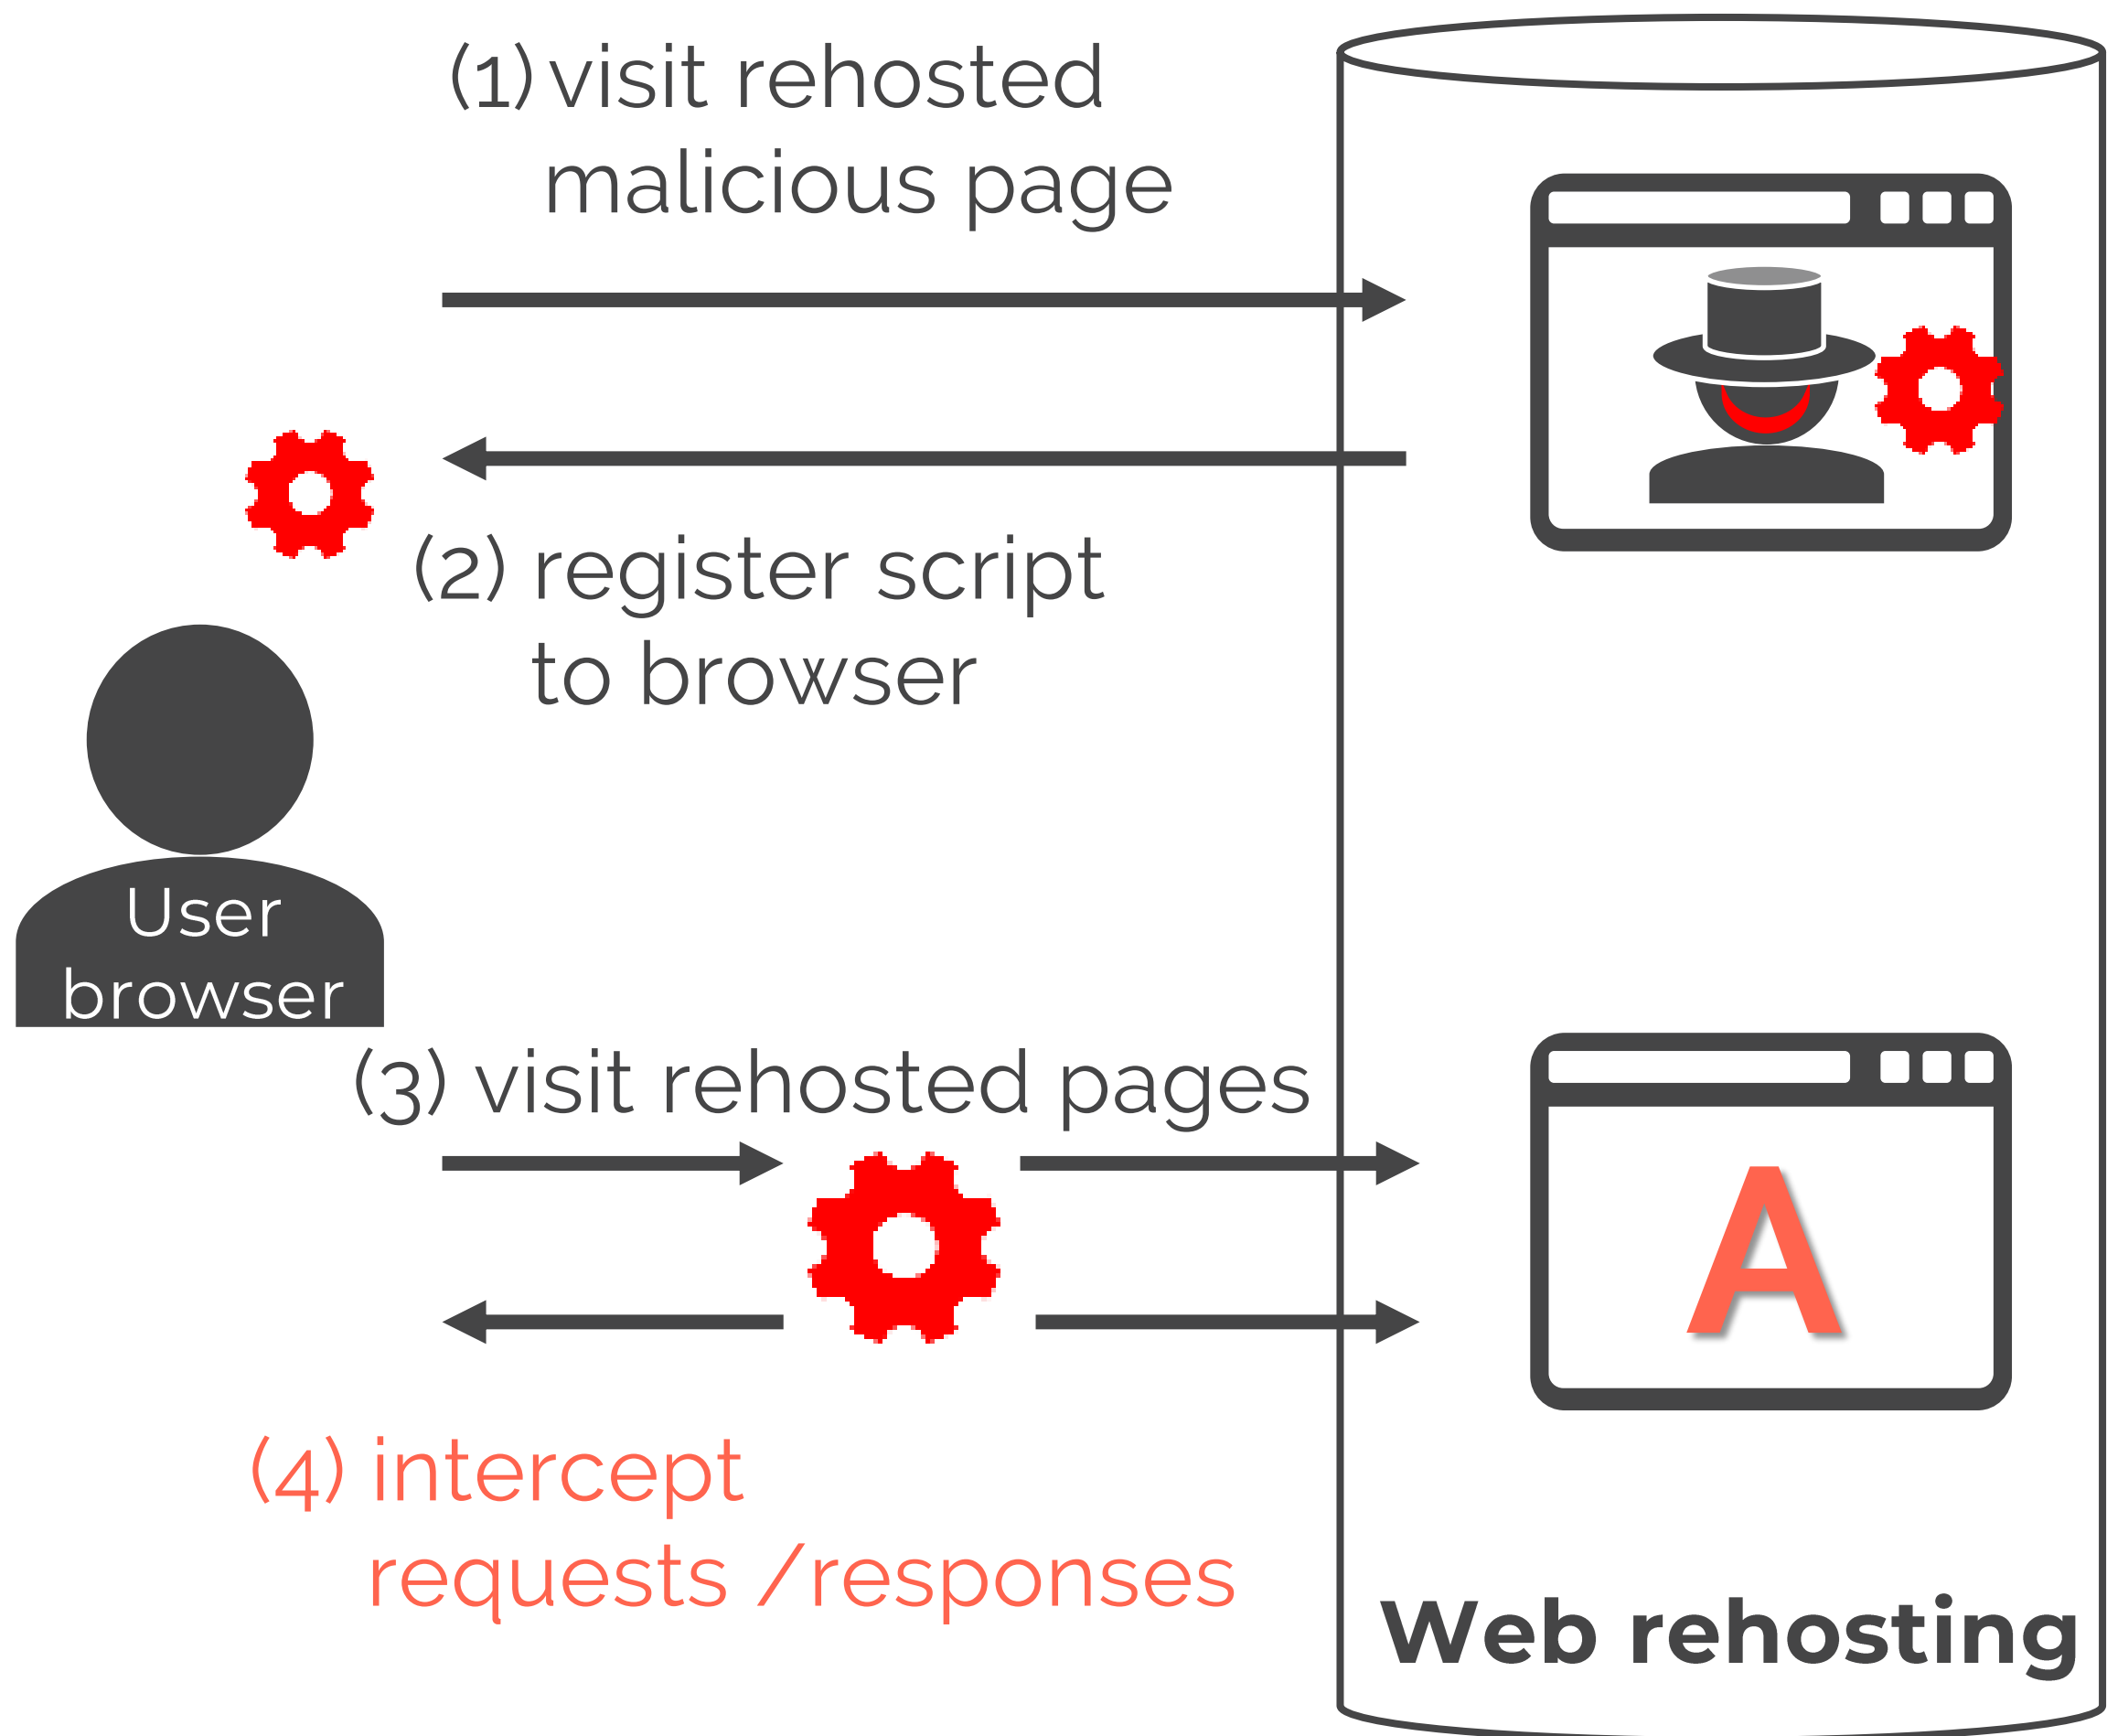 (1) visit rehosted
malicious page
(2) register script
to browser
User
browser
(3) visit rehosted pages
A
(4) intercept
requests /responses
Web rehosting